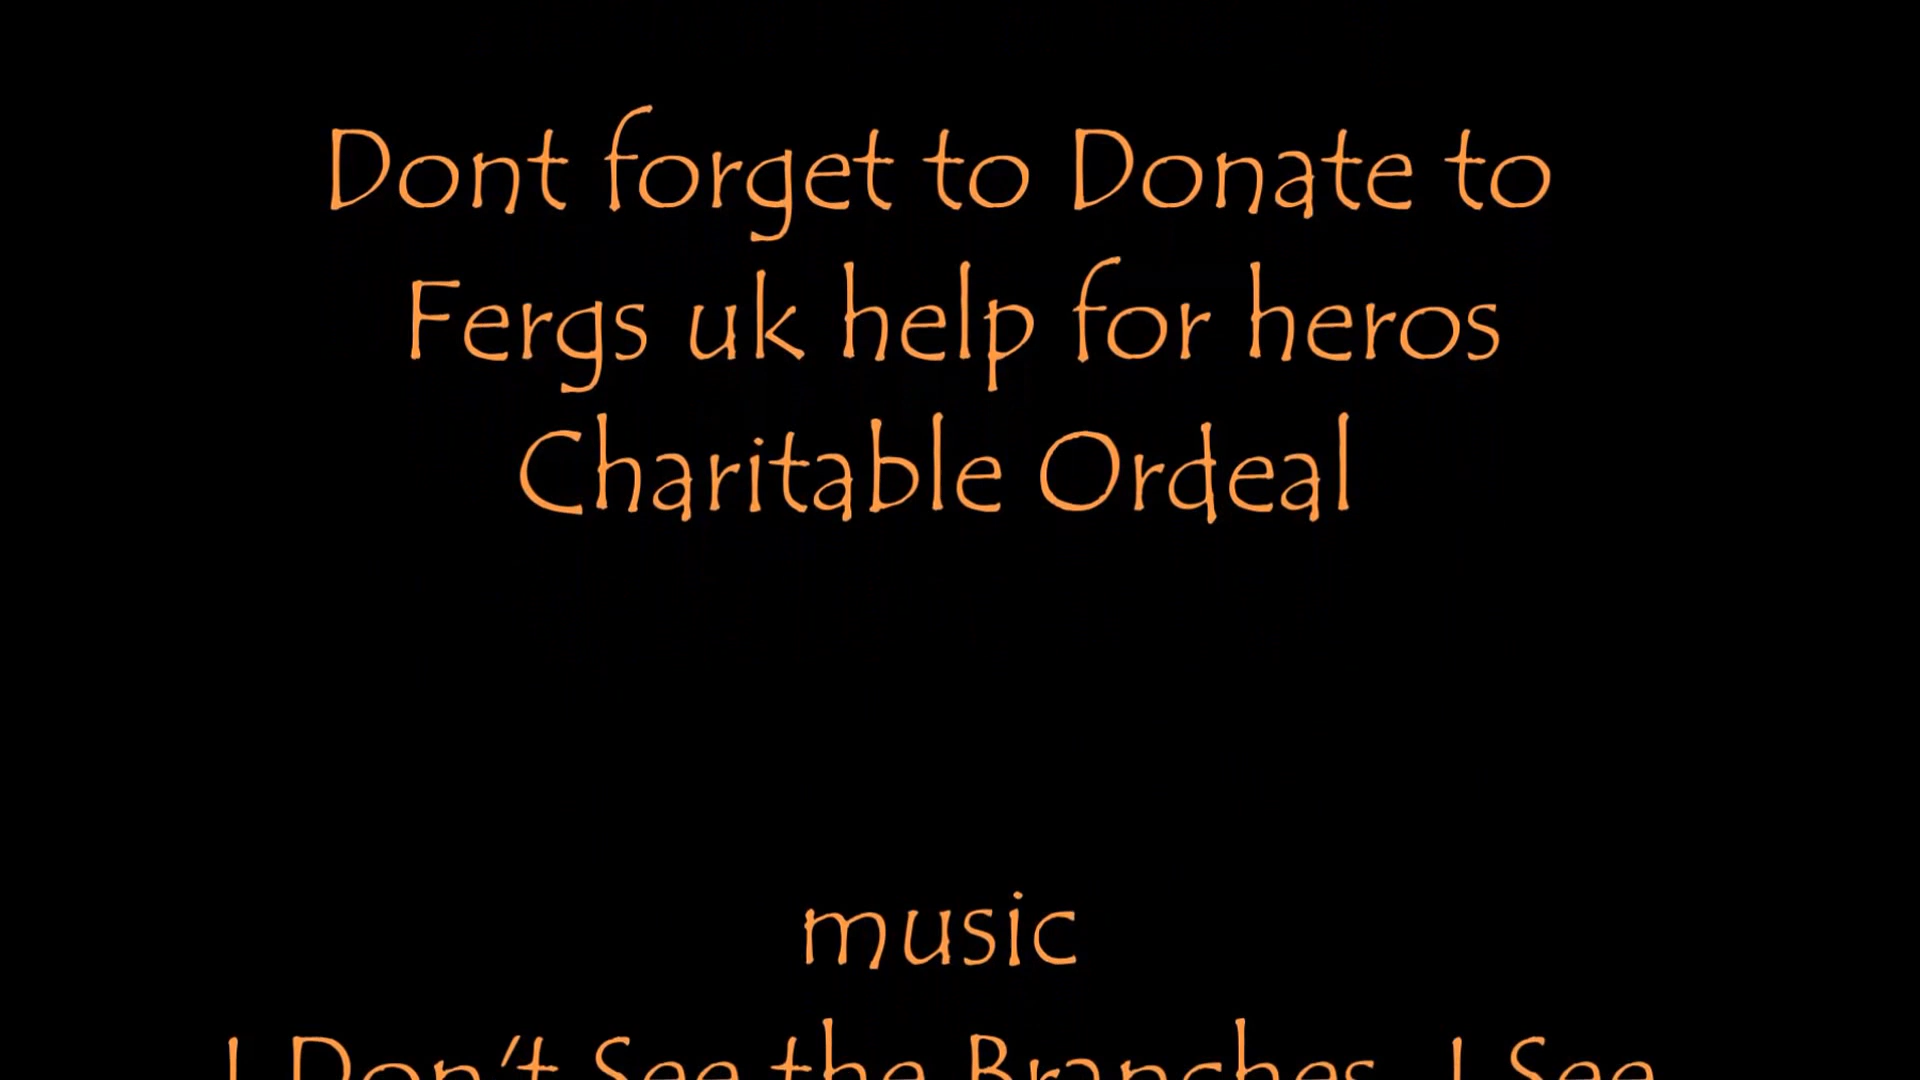 Dont forget to Donate to
Fergs uk help for heros
Charitable Ordeal
music
I Don't See the Branches, I See